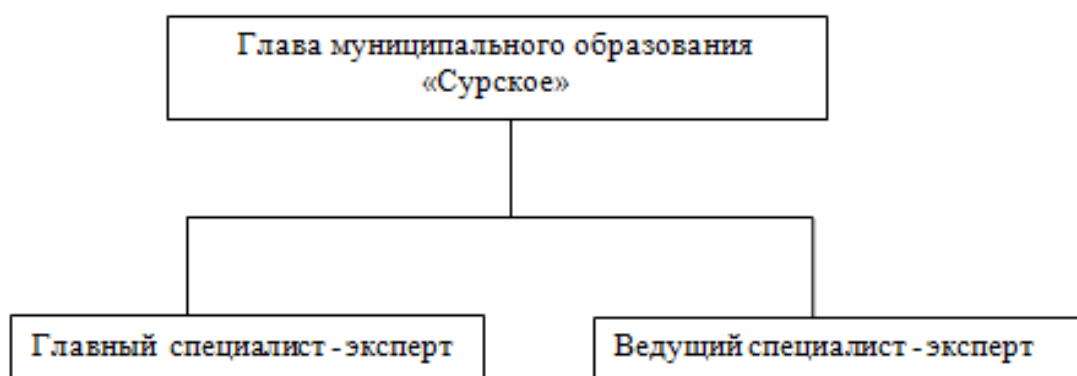 Глава муниципального образования
«Сурское»
Главный специалист-эксперт
Ведущий специалист-эксперт